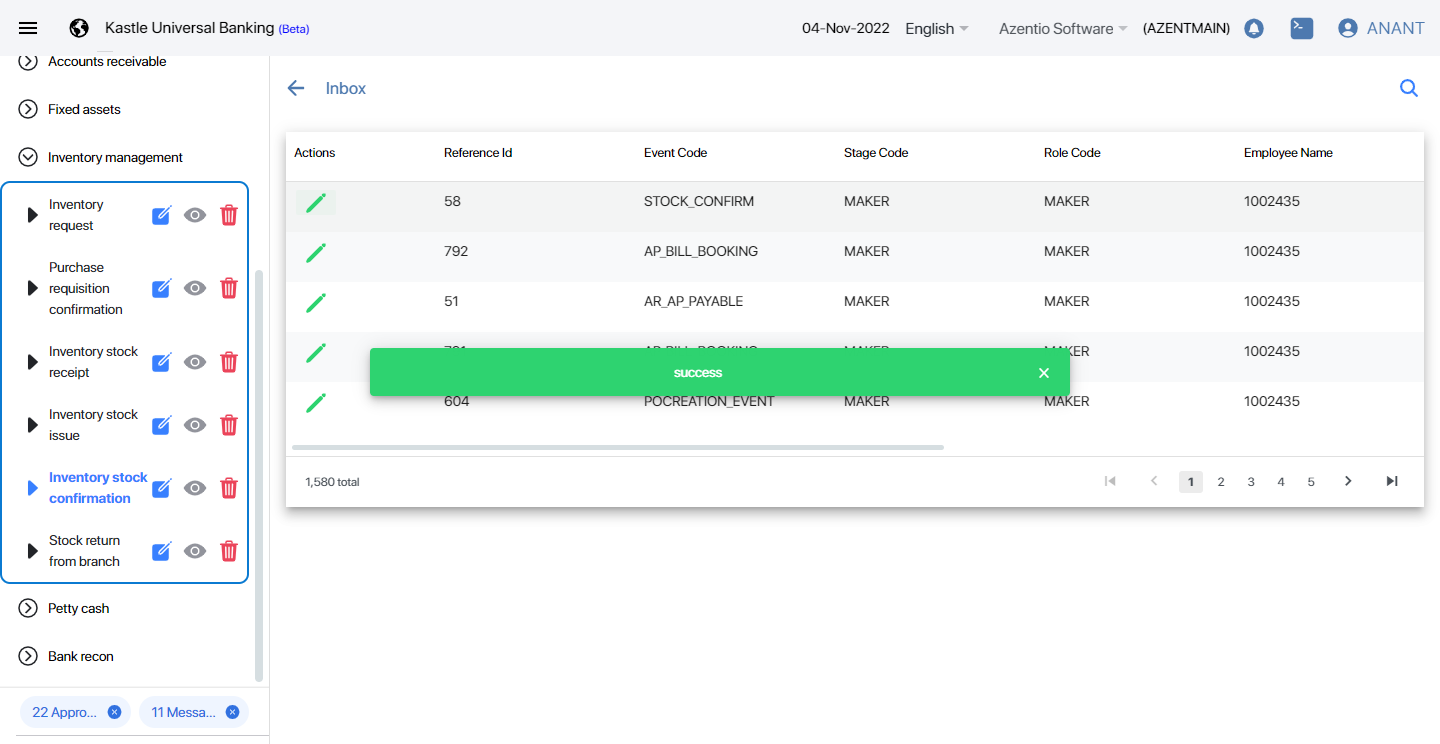 Kastle Universal Banking (Beta)
04-Nov-2022
English
Azentio Software
(AZENTMAIN)
ANANT
Accounts receivable
Fixed assets
Inventory management
Inventory
request
Purchase
requisition
confirmation
Inventory stock
receipt
Inventory stock
issue
Inventory stock
confirmation
Stock return
from branch
Petty cash
Bank recon
22 Appro...
11 Messa...
Inbox
Actions Reference Id Event Code Stage Code Role Code Employee Name
58 STOCK_CONFIRM MAKER MAKER 1002435
792 AP_BILL_BOOKING MAKER MAKER 1002435
51 AR_AP_PAYABLE MAKER MAKER 1002435
1002435
success
604 POCREATION_EVENT MAKER MAKER 1002435
1,580 total
1 2 3 4 5